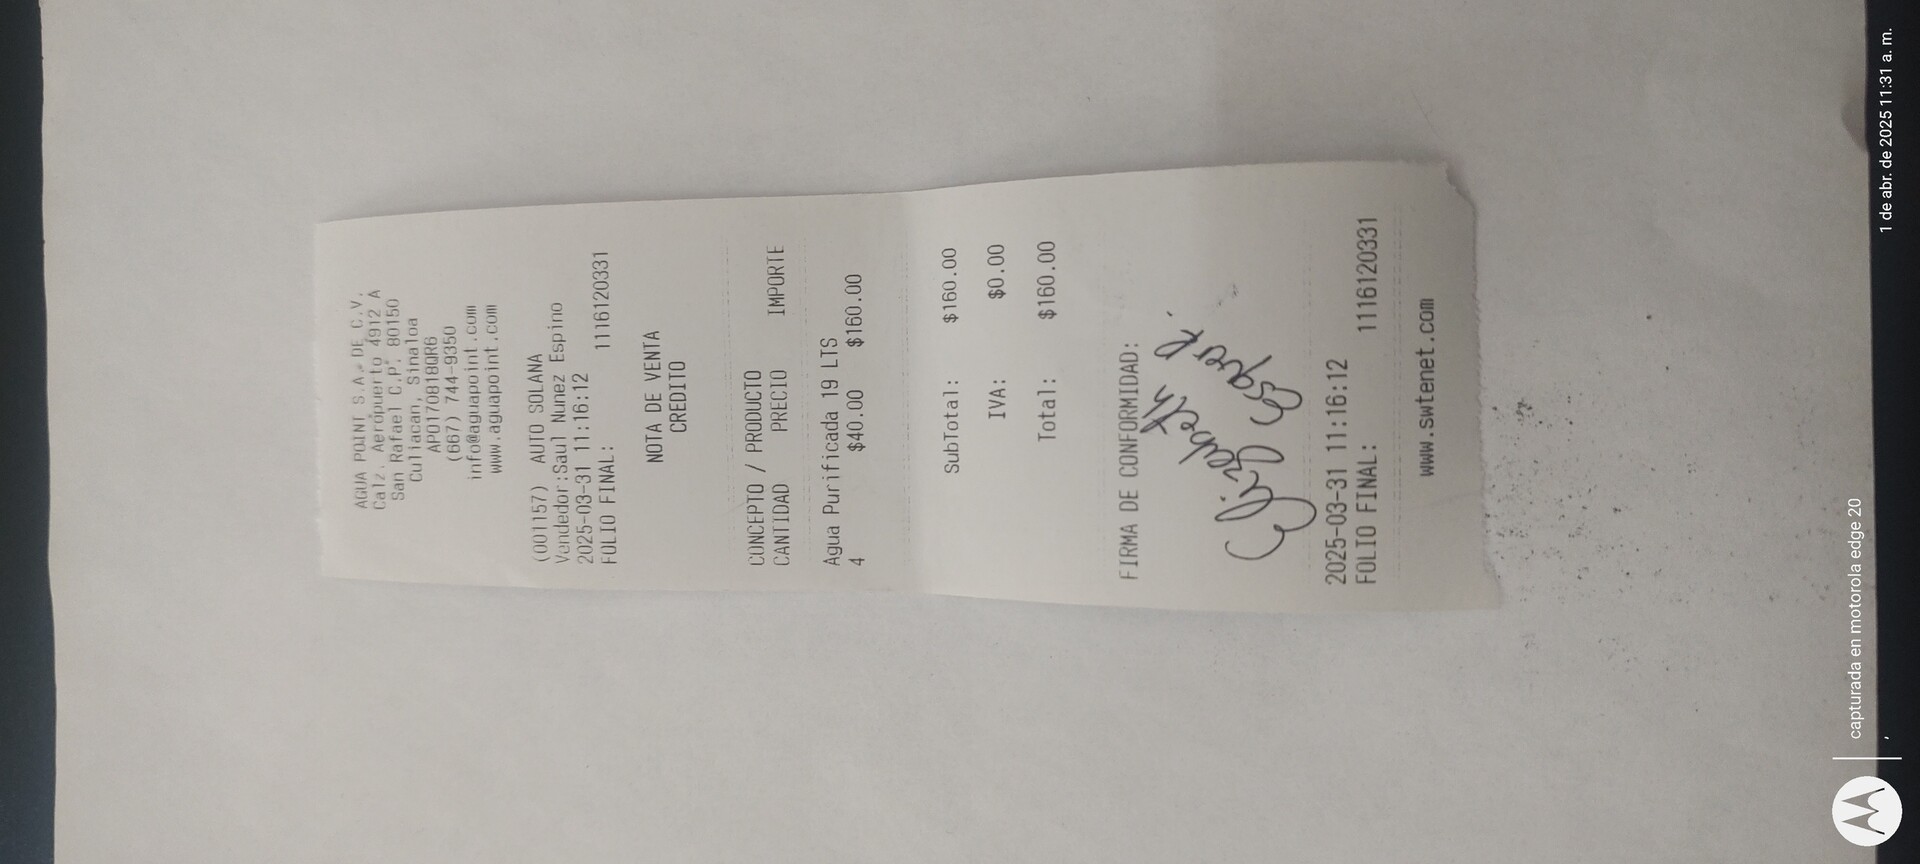 AGUA POINT S.A. DE C.V.
Calz. Aeropuerto 4912 A
San Rafael C.P. 80150
Culiacan, Sinaloa
APO170818QR6
(667) 744-9350
info@aguapoint.com
www.aguapoint.com
(001157) AUTO SOLANA
Vendedor:Saul Nunez Espino
2025-03-31 11:16:12
FOLIO FINAL: 1116120331
NOTA DE VENTA
CREDITO
CONCEPTO / PRODUCTO
CANTIDAD PRECIO IMPORTE
Agua Purificada 19 LTS
4 $40.00 $160.00
SubTotal: $160.00
IVA: $0.00
Total: $160.00
FIRMA DE CONFORMIDAD:
Elizabeth
2025-03-31 11:16:12
FOLIO FINAL: 1116120331
www.swtenet.com
capturada en motorola edge 20
1 de abr. de 2025 11:31 a. m.